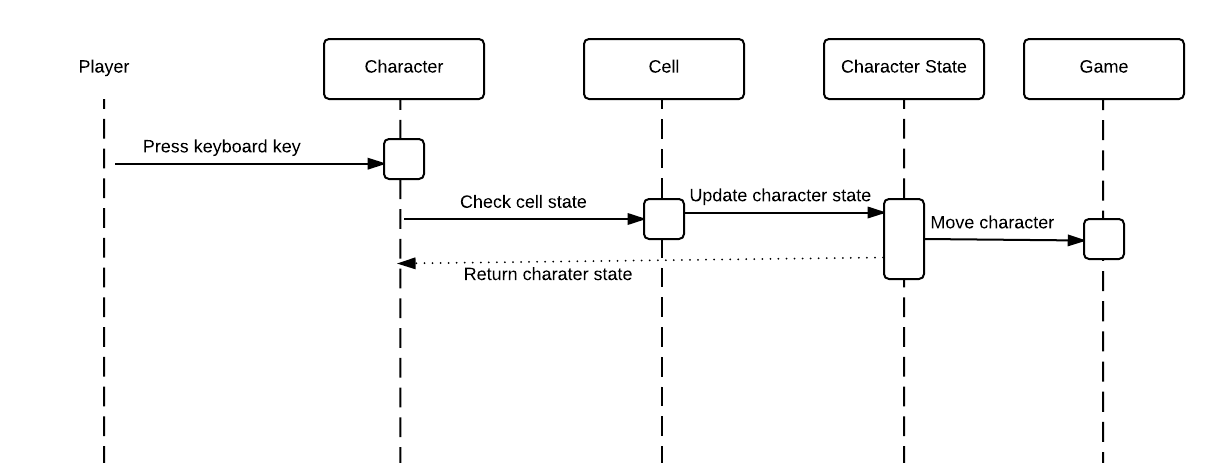 Player
Character
Cell
Character State
Game
Press keyboard key
Check cell state
Update character state
Move character
Return charater state